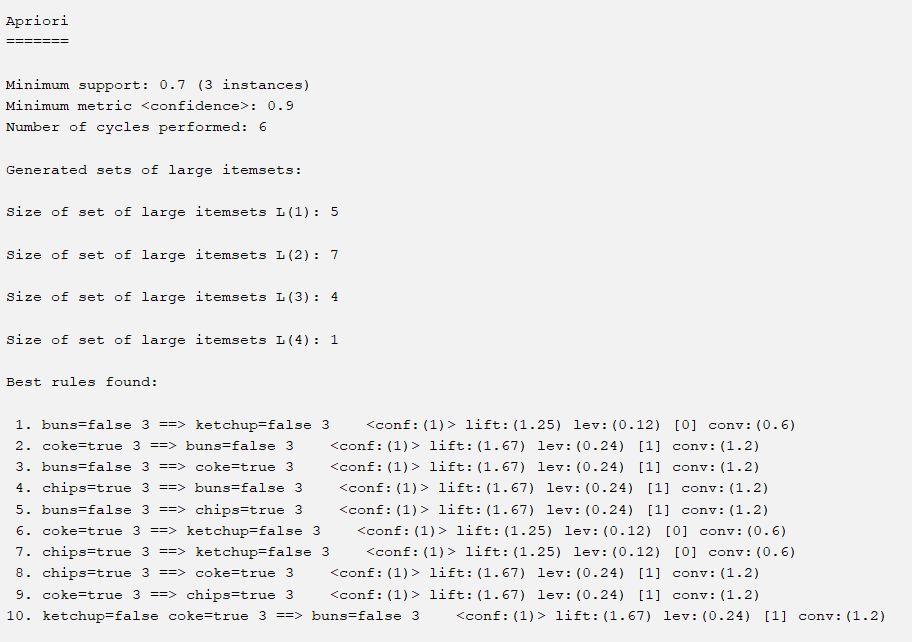 Apriori
=======
Minimum support: 0.7 (3 instances)
Minimum metric <confidence>: 0.9
Number of cycles performed: 6
Generated sets of large itemsets:
Size of set of large itemsets L(1): 5
Size of set of large itemsets L(2): 7
Size of set of large itemsets L(3): 4
Size of set of large itemsets L(4): 1
Best rules found:
1. buns=false 3 ==> ketchup=false 3    <conf:(1)> lift:(1.25) lev:(0.12) [0] conv:(0.6)
2. coke=true 3 ==> buns=false 3    <conf:(1)> lift:(1.67) lev:(0.24) [1] conv:(1.2)
3. buns=false 3 ==> coke=true 3    <conf:(1)> lift:(1.67) lev:(0.24) [1] conv:(1.2)
4. chips=true 3 ==> buns=false 3    <conf:(1)> lift:(1.67) lev:(0.24) [1] conv:(1.2)
5. buns=false 3 ==> chips=true 3    <conf:(1)> lift:(1.67) lev:(0.24) [1] conv:(1.2)
6. coke=true 3 ==> ketchup=false 3    <conf:(1)> lift:(1.25) lev:(0.12) [0] conv:(0.6)
7. chips=true 3 ==> ketchup=false 3    <conf:(1)> lift:(1.25) lev:(0.12) [0] conv:(0.6)
8. chips=true 3 ==> coke=true 3    <conf:(1)> lift:(1.67) lev:(0.24) [1] conv:(1.2)
9. coke=true 3 ==> chips=true 3    <conf:(1)> lift:(1.67) lev:(0.24) [1] conv:(1.2)
10. ketchup=false coke=true 3 ==> buns=false 3    <conf:(1)> lift:(1.67) lev:(0.24) [1] conv:(1.2)